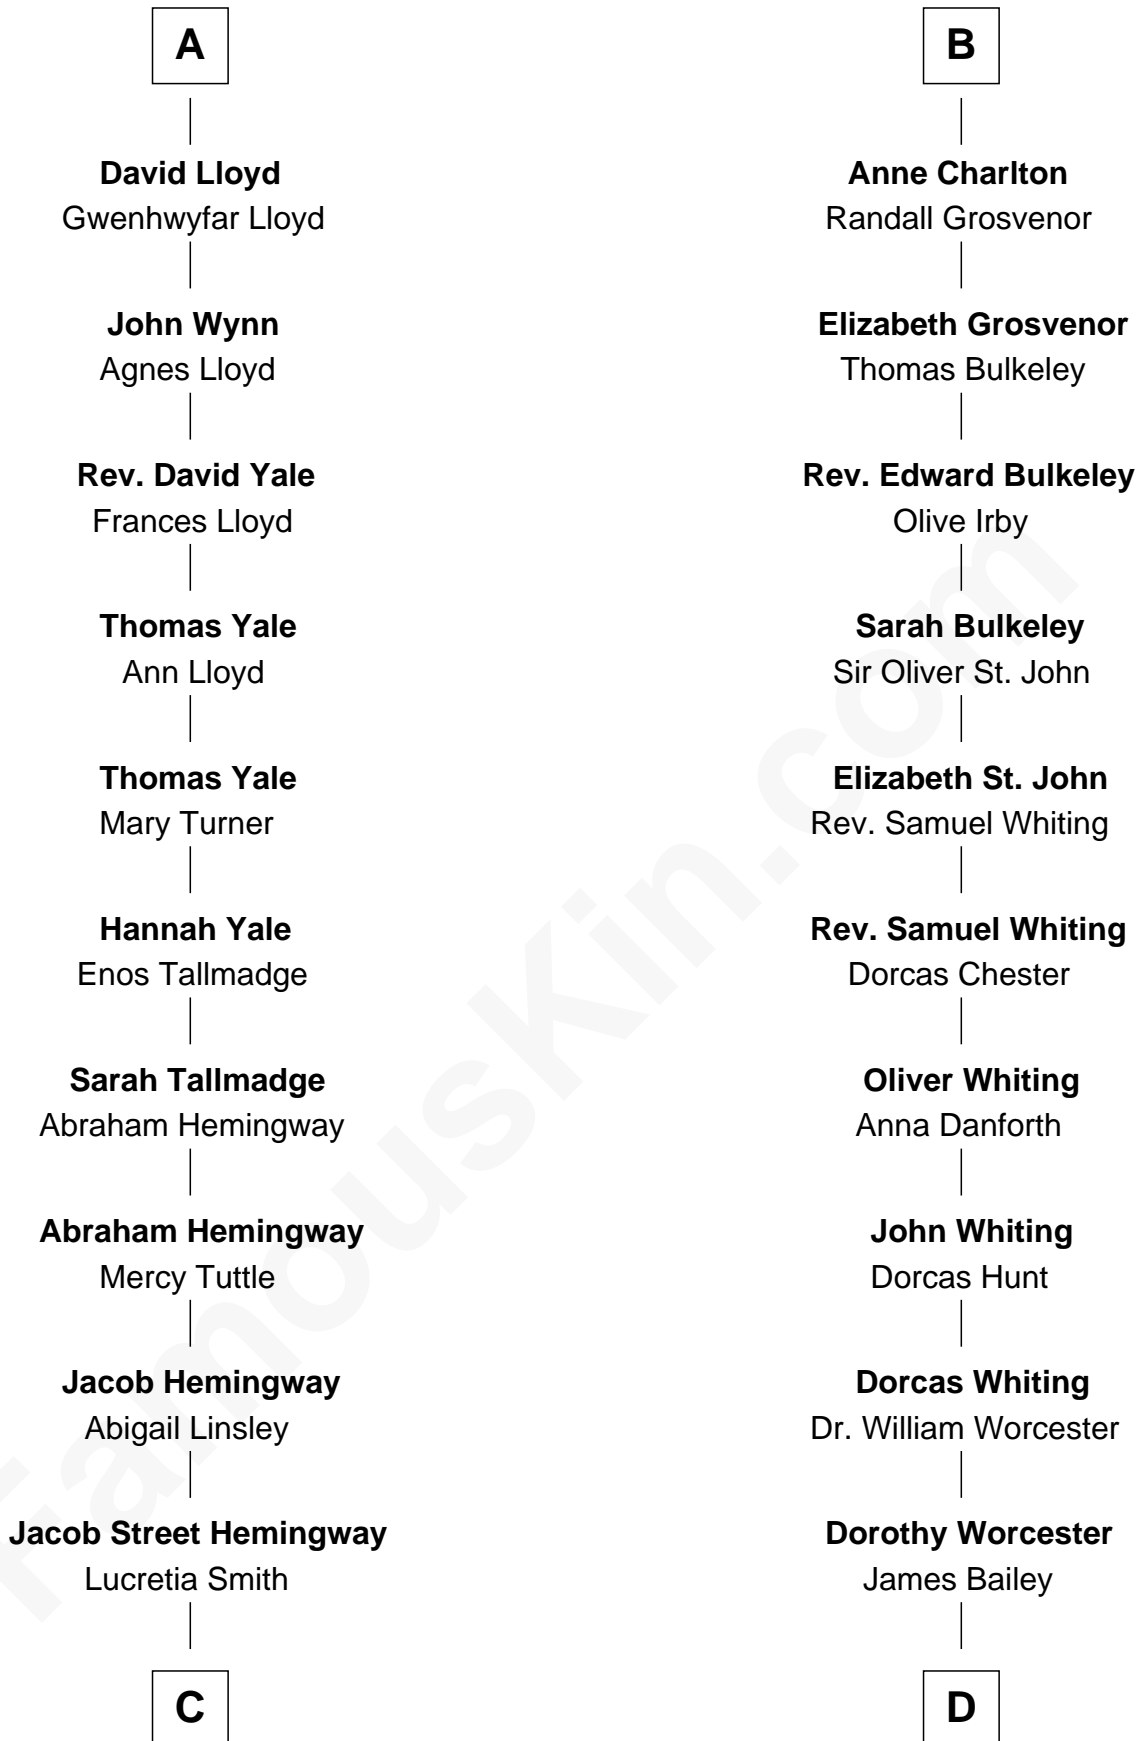 A
David Lloyd
Gwenhwyfar Lloyd
John Wynn
Agnes Lloyd
Rev. David Yale
Frances Lloyd
Thomas Yale
Ann Lloyd
Thomas Yale
Mary Turner
Hannah Yale
Enos Tallmadge
Sarah Tallmadge
Abraham Hemingway
Abraham Hemingway
Mercy Tuttle
Jacob Hemingway
Abigail Linsley
Jacob Street Hemingway
Lucretia Smith
C
B
Anne Charlton
Randall Grosvenor
Elizabeth Grosvenor
Thomas Bulkeley
Rev. Edward Bulkeley
Olive Irby
Sarah Bulkeley
Sir Oliver St. John
Elizabeth St. John
Rev. Samuel Whiting
Rev. Samuel Whiting
Dorcas Chester
Oliver Whiting
Anna Danforth
John Whiting
Dorcas Hunt
Dorcas Whiting
Dr. William Worcester
Dorothy Worcester
James Bailey
D
FamousKin.com